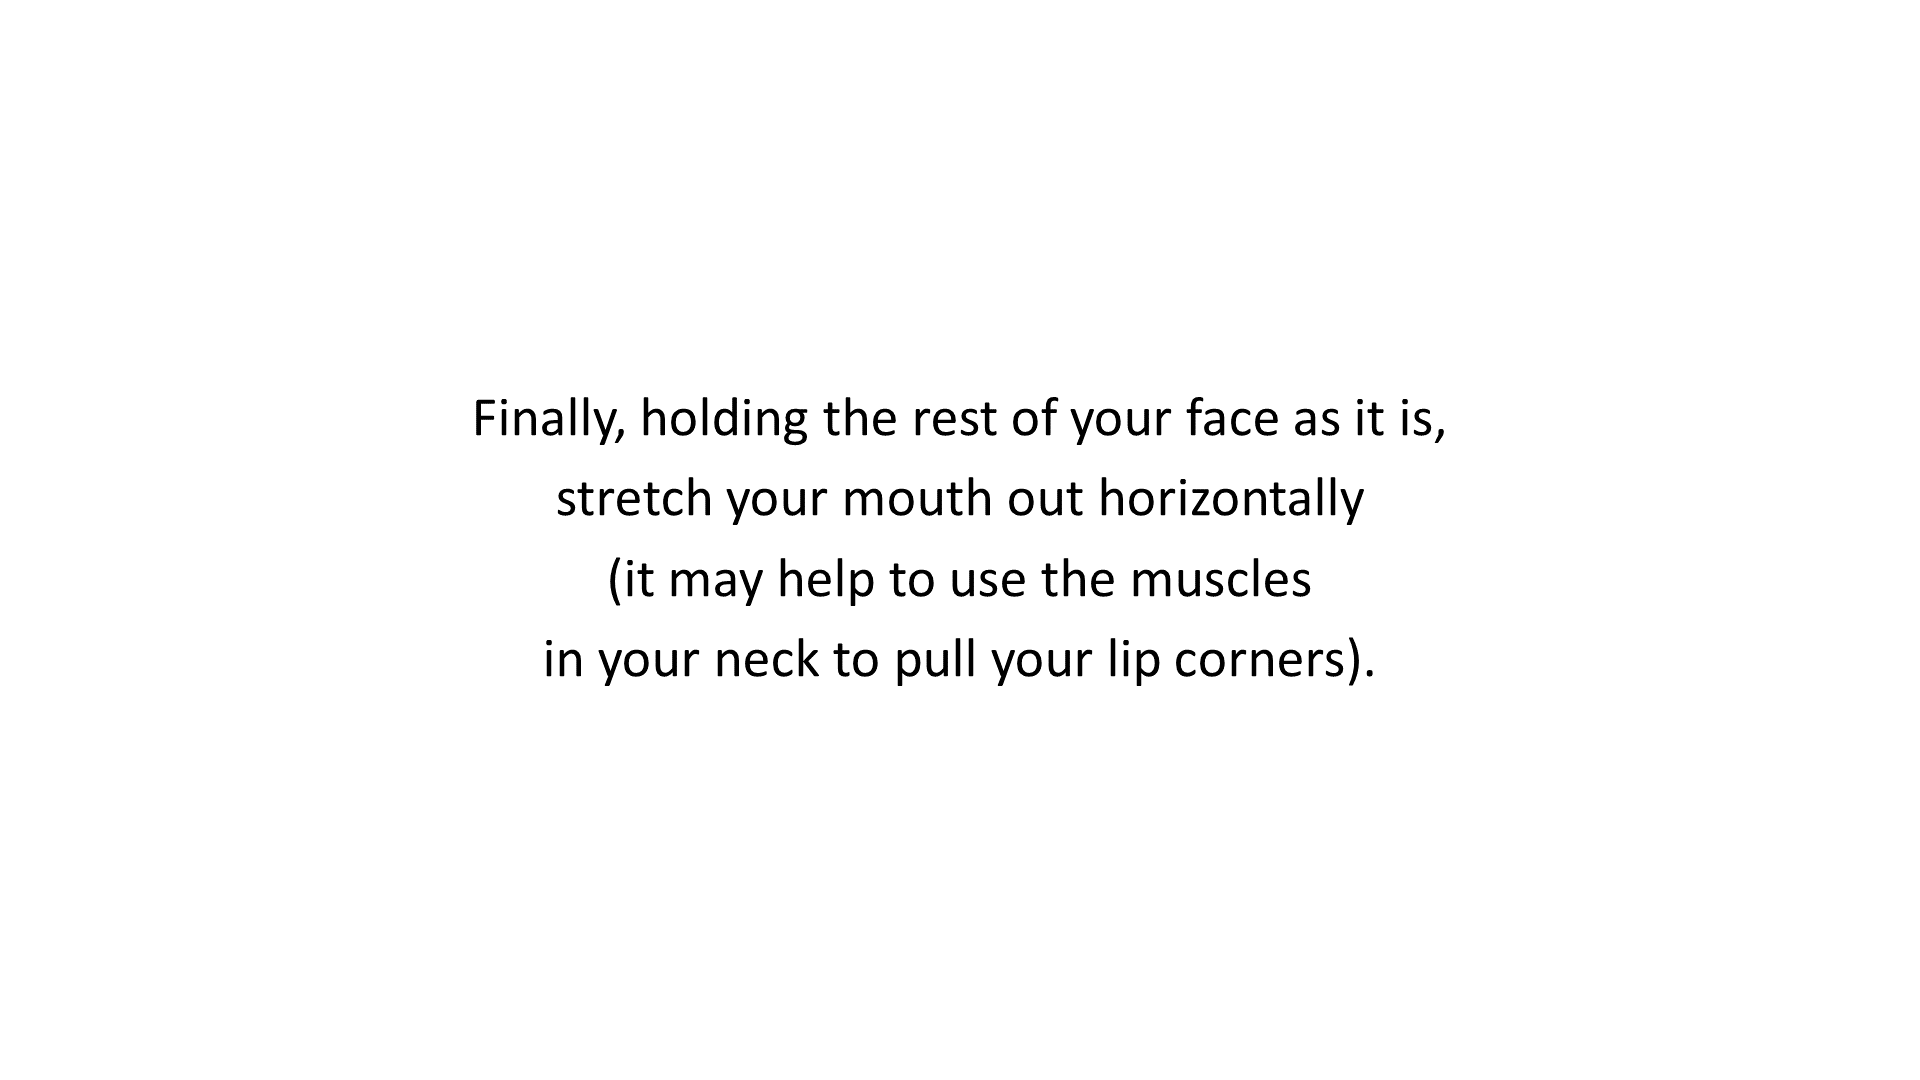 Finally, holding the rest of your face as it is,
stretch your mouth out horizontally
(it may help to use the muscles
in your neck to pull your lip corners).